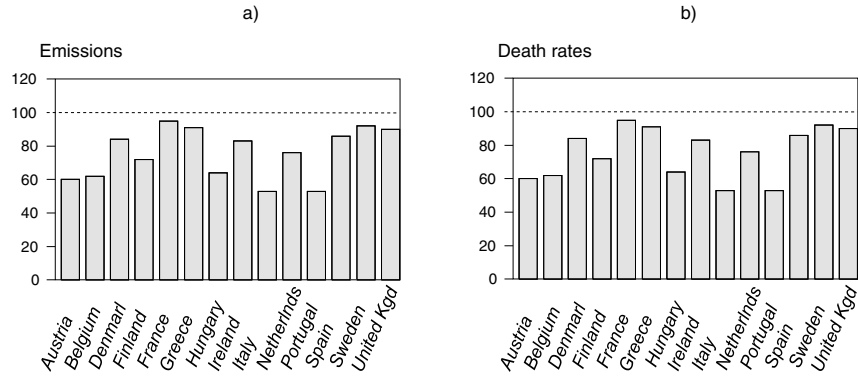 a)
Emissions
120
100
80
60
40
20
0
Austria
Belgium
Denmarl
Finland
France
Greece
Hungary
Ireland
Italy
Netherlnds
Portugal
Spain
Sweden
United Kgd
b)
Death rates
120
100
80
60
40
20
0
Austria
Belgium
Denmarl
Finland
France
Greece
Hungary
Ireland
Italy
Netherlnds
Portugal
Spain
Sweden
United Kgd